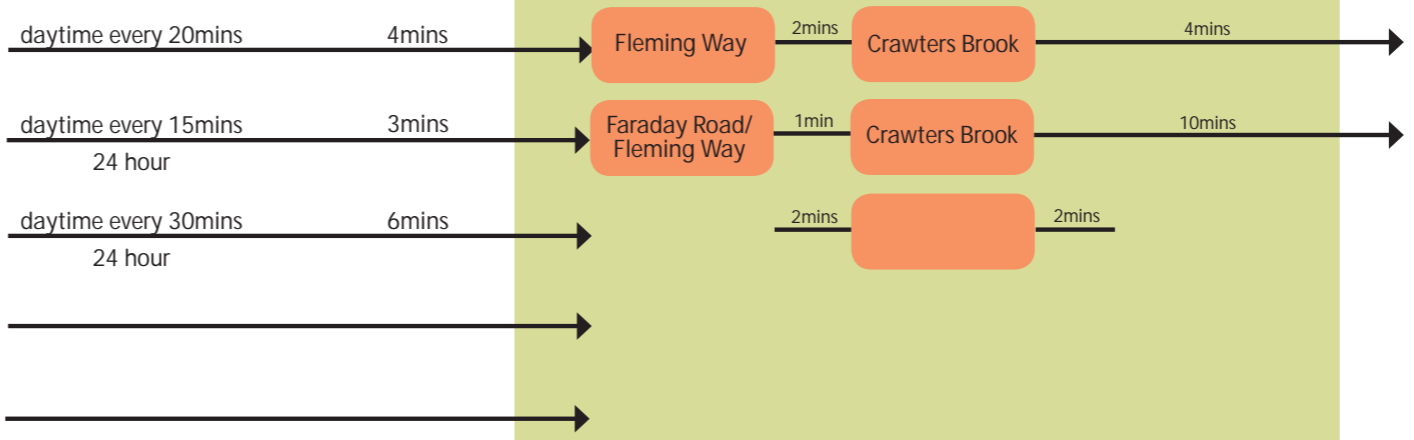 daytime every 20mins 4mins Fleming Way 2mins Crawters Brook 4mins
daytime every 15mins 3mins Faraday Road/ 1min Crawters Brook 10mins
Fleming Way
24 hour
daytime every 30mins 6mins 2mins 2mins
24 hour